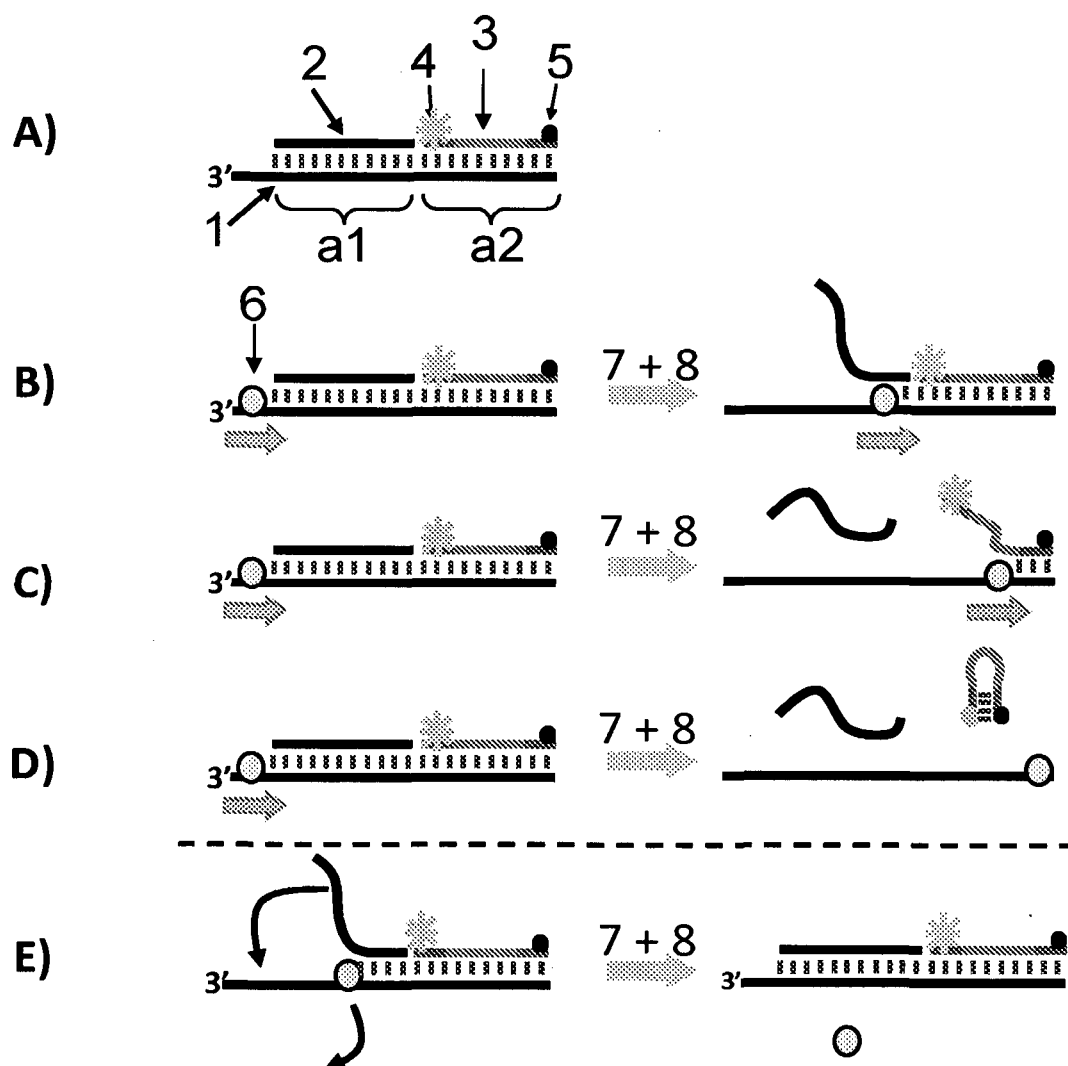 2 4 3 5
A)
3'
1 a1 a2
6
B) 3' 7 + 8
C) 3' 7 + 8
D) 3' 7 + 8
E) 3' 7 + 8 3'